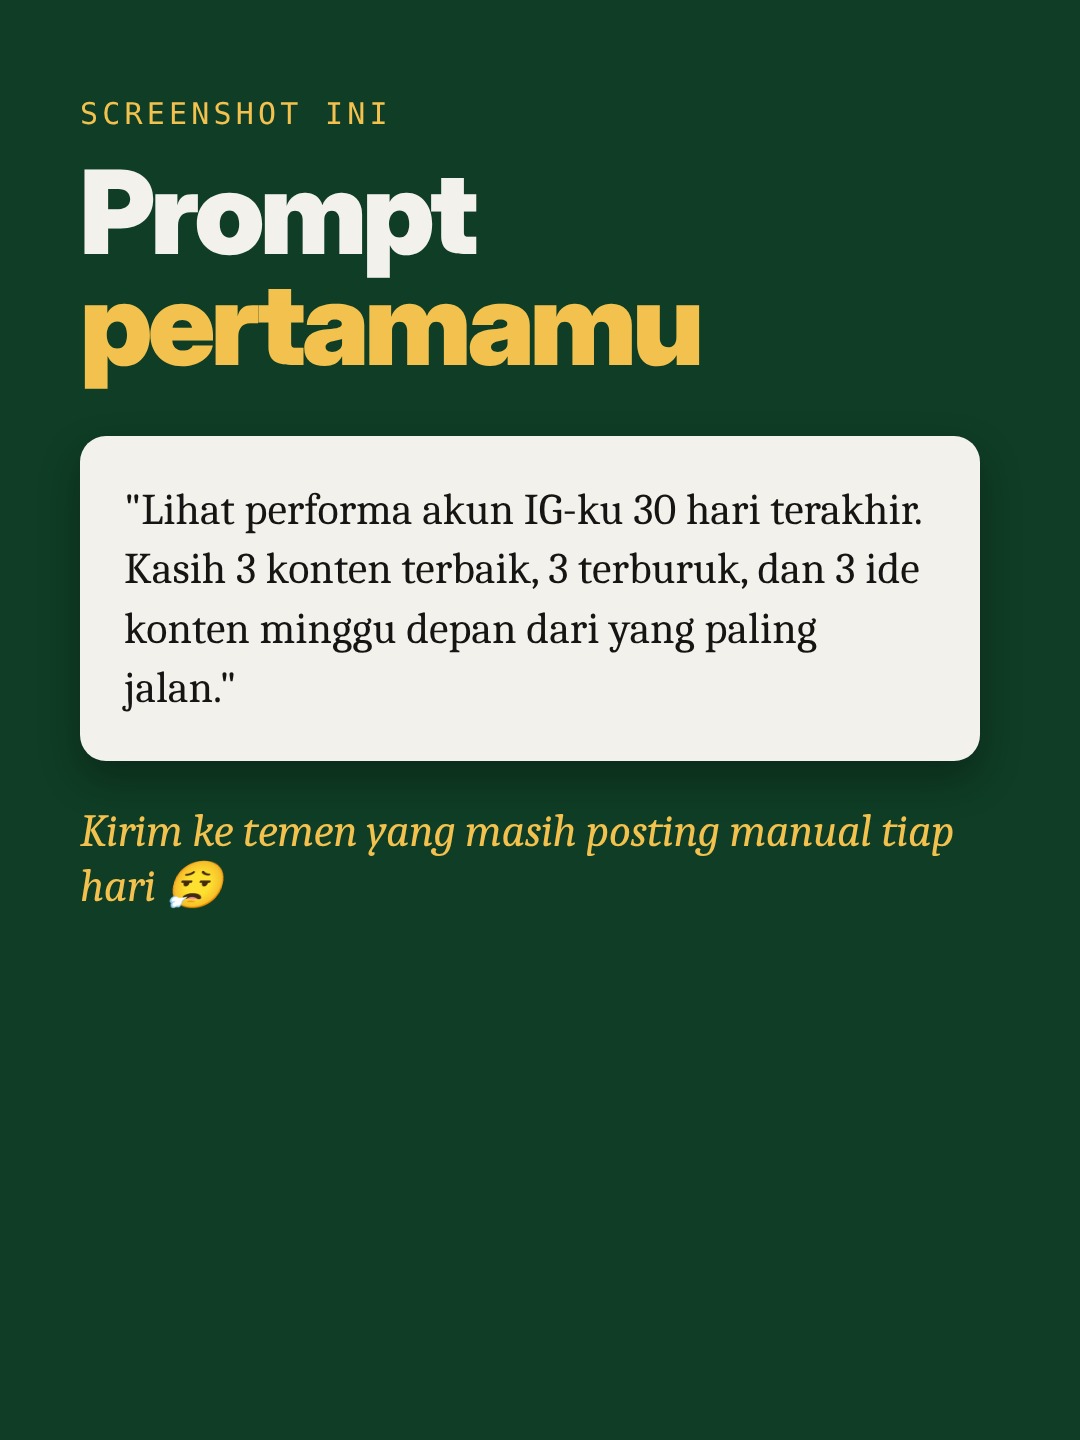 SCREENSHOT INI
Prompt
pertamamu
"Lihat performa akun IG-ku 30 hari terakhir.
Kasih 3 konten terbaik, 3 terburuk, dan 3 ide
konten minggu depan dari yang paling
jalan."
Kirim ke temen yang masih posting manual tiap
hari 😮‍💨